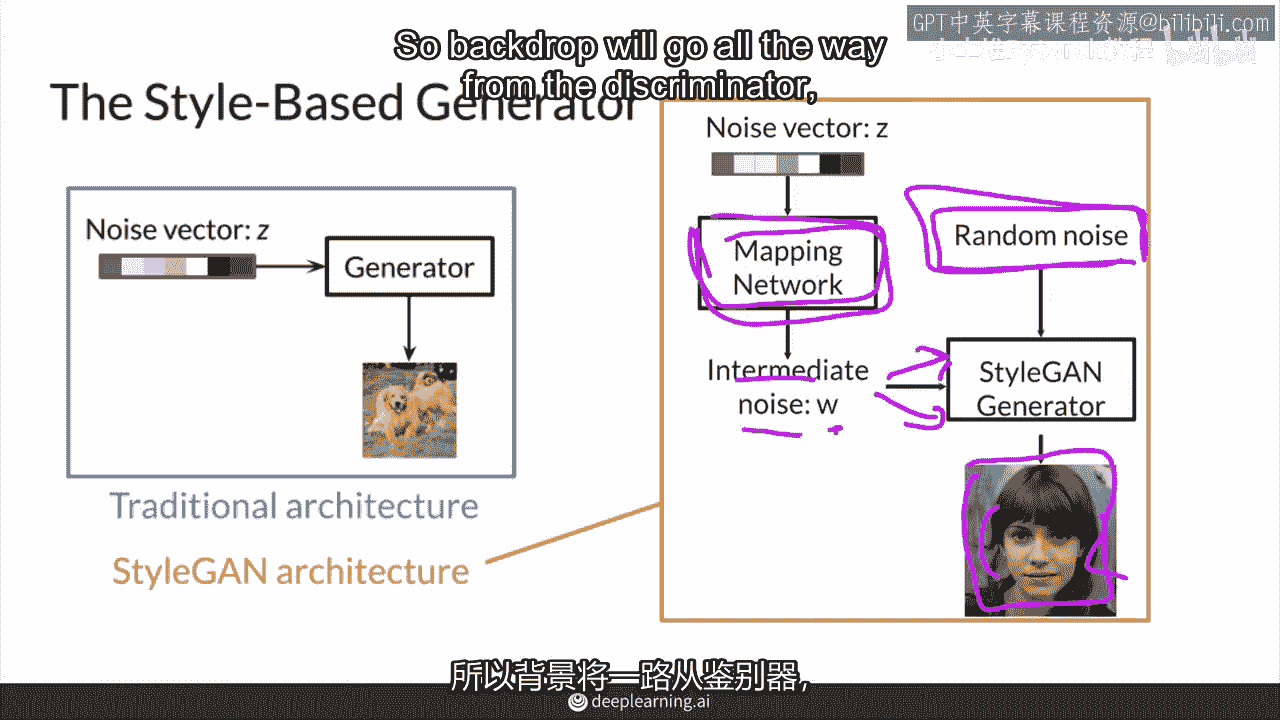 GPT中英字幕课程资源@bilibili.com
So backdrop will go all the way
from the discriminator,
The Style-Based Generator
Noise vector: z
Generator
Traditional architecture
StyleGAN architecture
Noise vector: z
Mapping
Network
Random noise
Intermediate
noise: w
StyleGAN
Generator
所以背景将一路从鉴别器,
deeplearning.ai